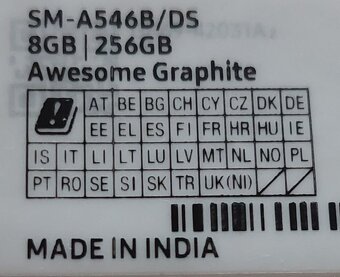 SM-A546B/DS
8GB | 256GB
Awesome Graphite
AT BE BG CH CY CZ DK DE
EE EL ES FI FR HR HU IE
IS IT LI LT LU LV MT NL NO PL
PT RO SE SI SK TR UK(NI)
MADE IN INDIA